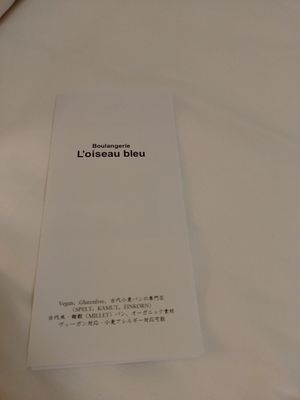 Boulangerie
L'oiseau bleu
Vegan, Glutenfree, 古代小麦パンの専門店
(SPELT, KAMUT, EINKORN)
古代米・雑穀 (MILLET) パン、オーガニック素材
ヴィーガン対応・小麦アレルギー対応可能